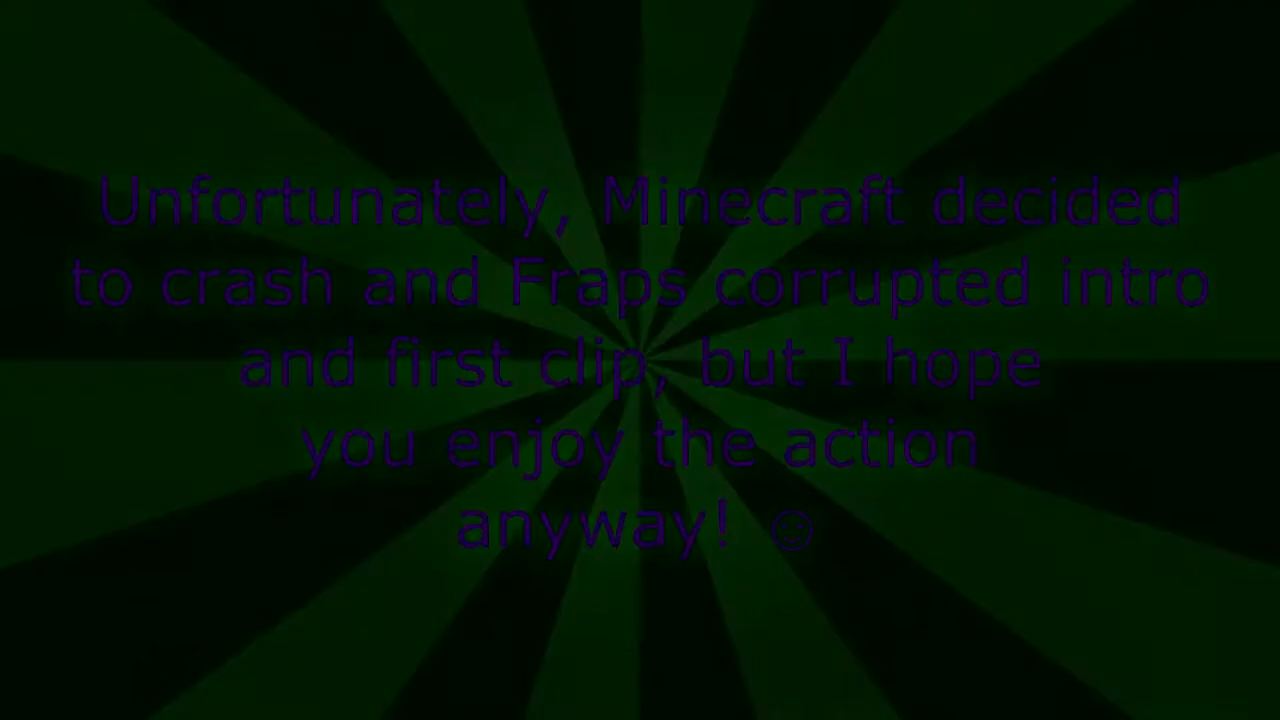 Unfortunately, Minecraft decided
to crash and Fraps corrupted intro
and first clip, but I hope
you enjoy the action
anyway! ☺